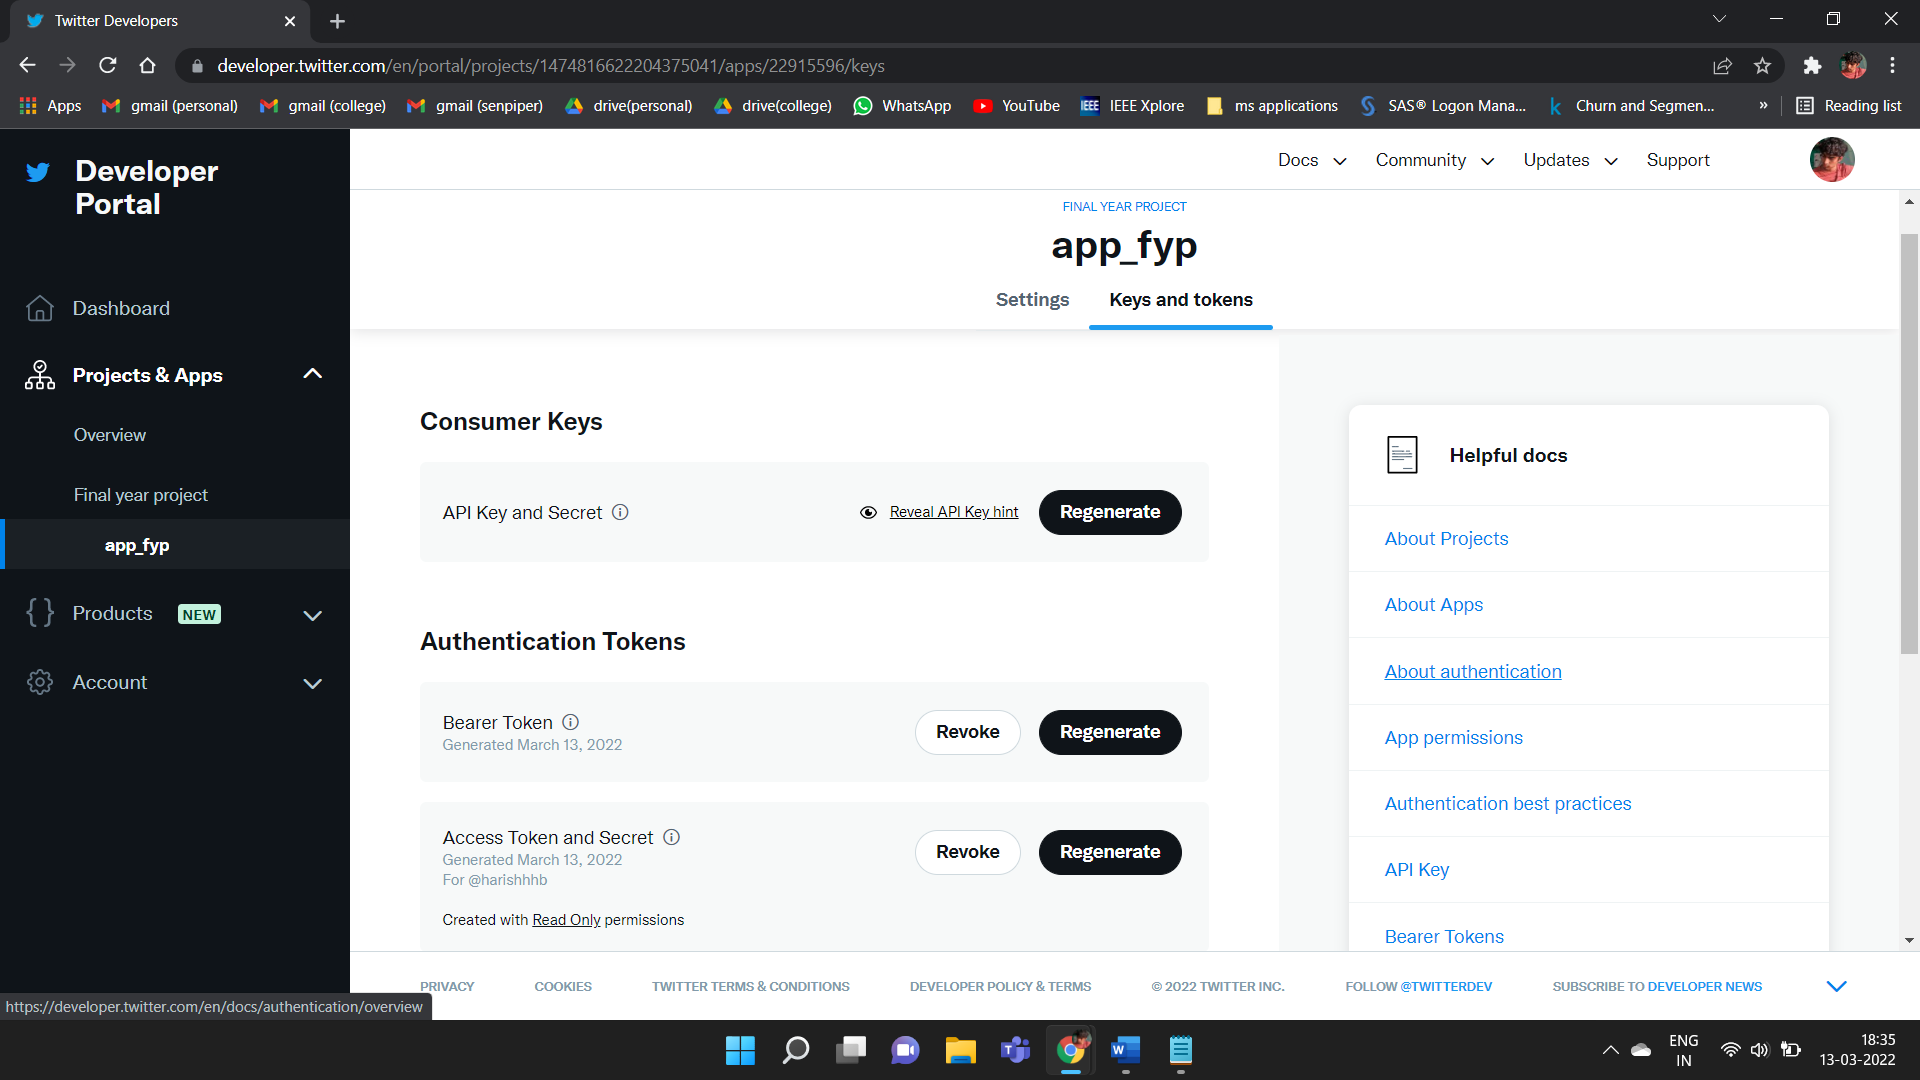 Twitter Developers
developer.twitter.com/en/portal/projects/1474816622204375041/apps/22915596/keys
Apps gmail (personal) gmail (college) gmail (senpiper) drive(personal) drive(college) WhatsApp YouTube IEEE IEEE Xplore ms applications SAS® Logon Mana... k Churn and Segmen... » Reading list
Developer
Portal
Docs Community Updates Support
FINAL YEAR PROJECT
app_fyp
Settings Keys and tokens
Dashboard
Projects & Apps
Overview
Final year project
app_fyp
Products NEW
Account
Consumer Keys
API Key and Secret Reveal API Key hint Regenerate
Authentication Tokens
Bearer Token
Generated March 13, 2022
Revoke Regenerate
Access Token and Secret
Generated March 13, 2022
For @harishhhb
Revoke Regenerate
Created with Read Only permissions
Helpful docs
About Projects
About Apps
About authentication
App permissions
Authentication best practices
API Key
Bearer Tokens
PRIVACY COOKIES TWITTER TERMS & CONDITIONS DEVELOPER POLICY & TERMS © 2022 TWITTER INC. FOLLOW @TWITTERDEV SUBSCRIBE TO DEVELOPER NEWS
https://developer.twitter.com/en/docs/authentication/overview
ENG
IN
18:35
13-03-2022